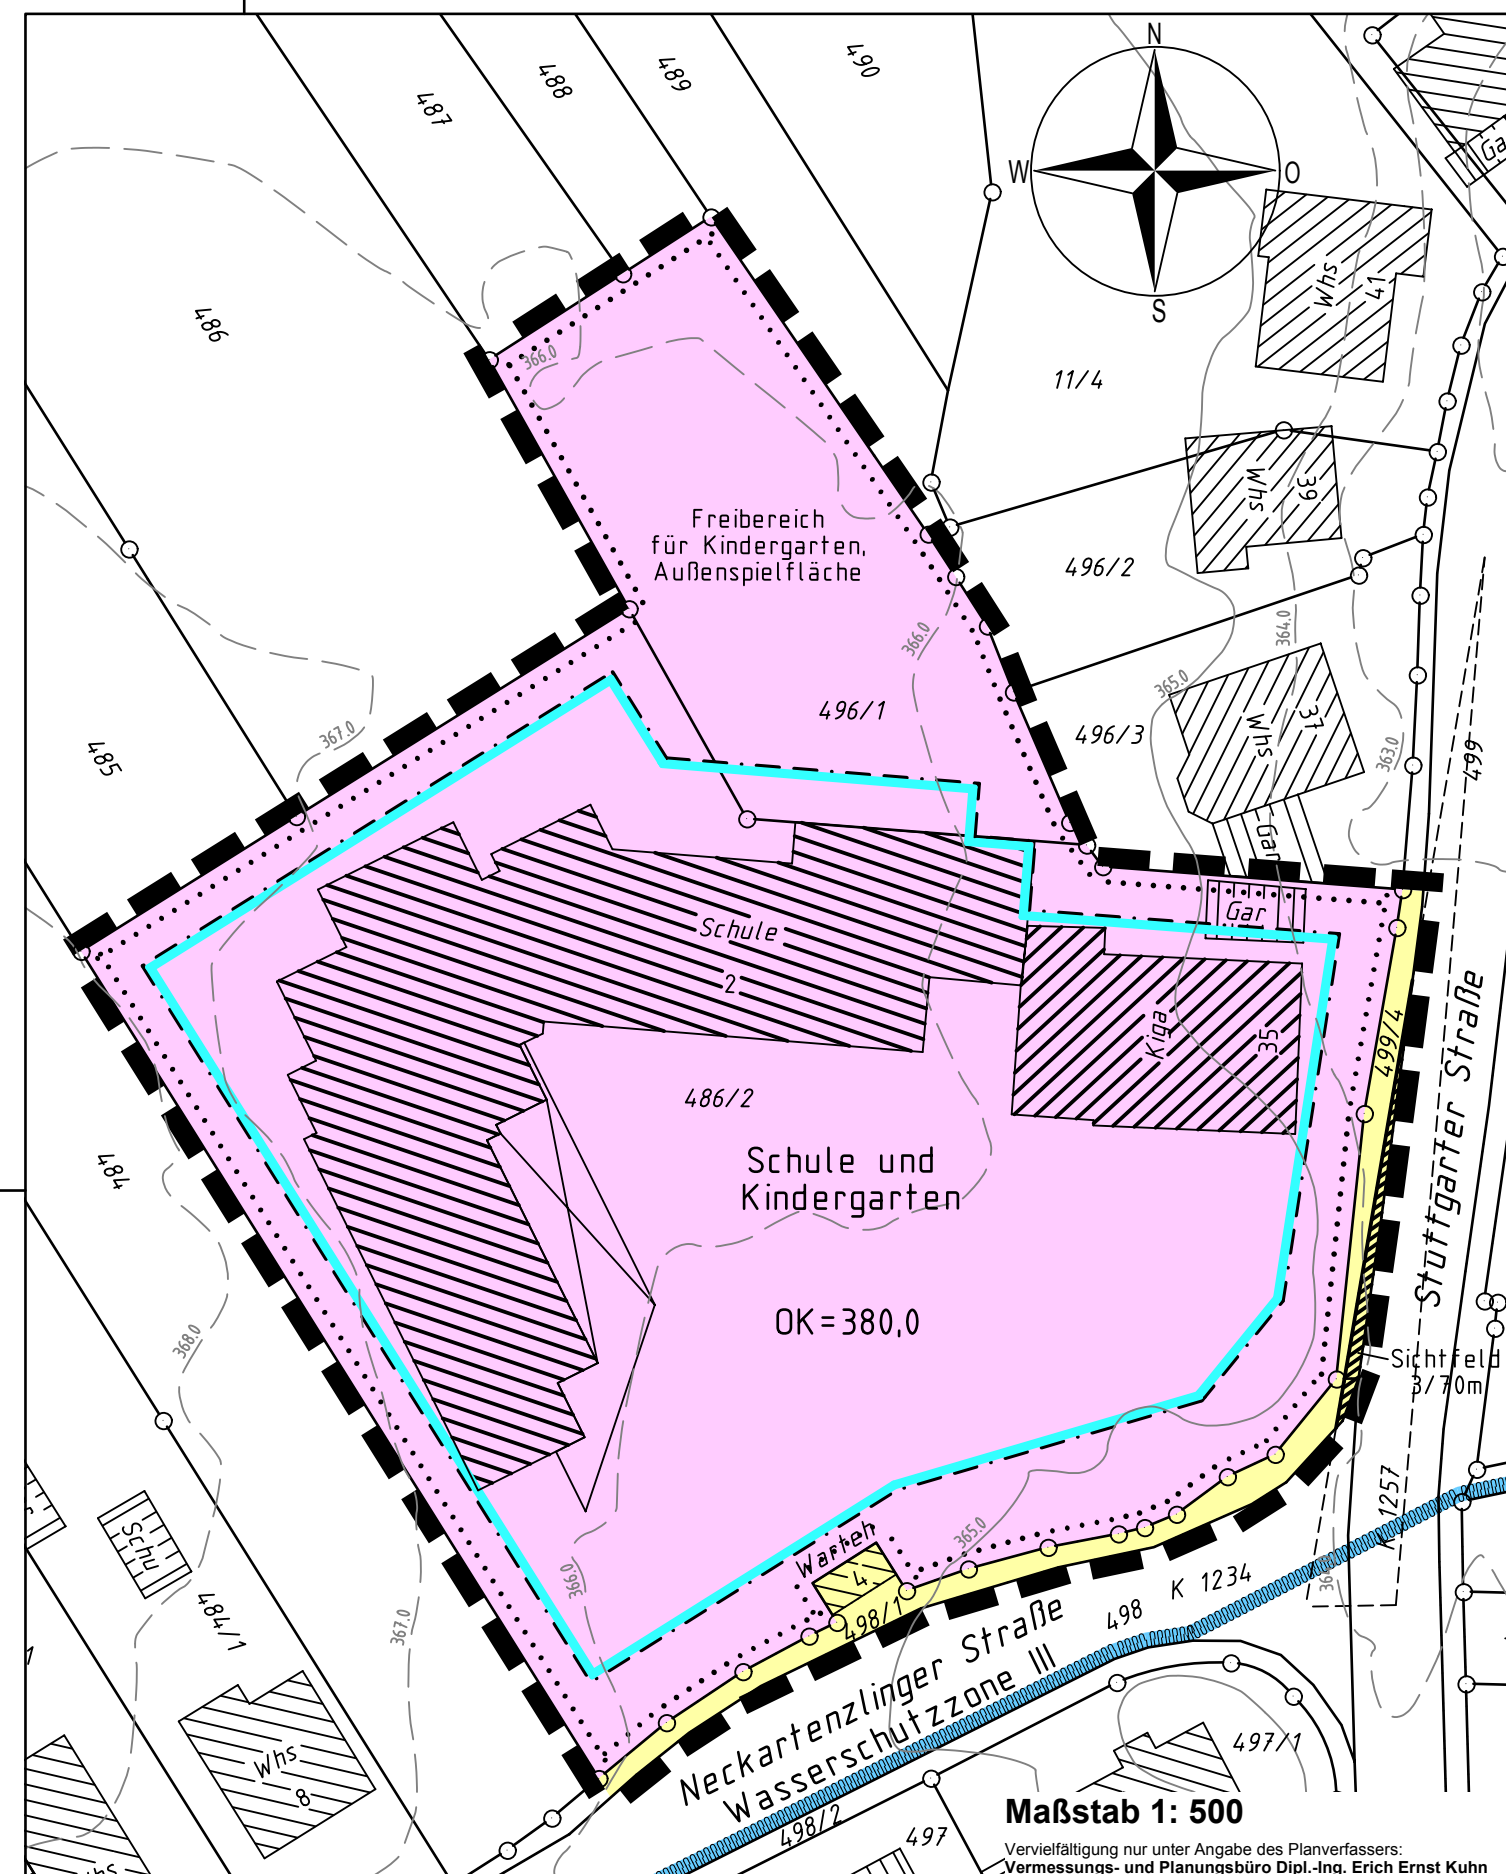 N
W
O
S
487
488
489
490
486
485
484
484/1
11/4
Whs
41
Whs
39
496/2
Freibereich
für Kindergarten,
Außenspielfläche
366.0
366.0
364.0
365.0
363.0
367.0
496/1
496/3
Whs
37
Gar
Gar
499
Schule
2
Kiga
35
499/4
Stuttgarter Straße
486/2
Schule und
Kindergarten
OK=380,0
Sichtfeld
3/70m
368.0
K 1257
Schu
367.0
366.0
365.0
Warteh
4
498/1
K 1234
498
Neckartenzlinger Straße
Wasserschutzzone III
498/2
497
497/1
Whs
8
Maßstab 1: 500
Vervielfältigung nur unter Angabe des Planverfassers:
Vermessungs- und Planungsbüro Dipl.-Ing. Erich Ernst Kuhn